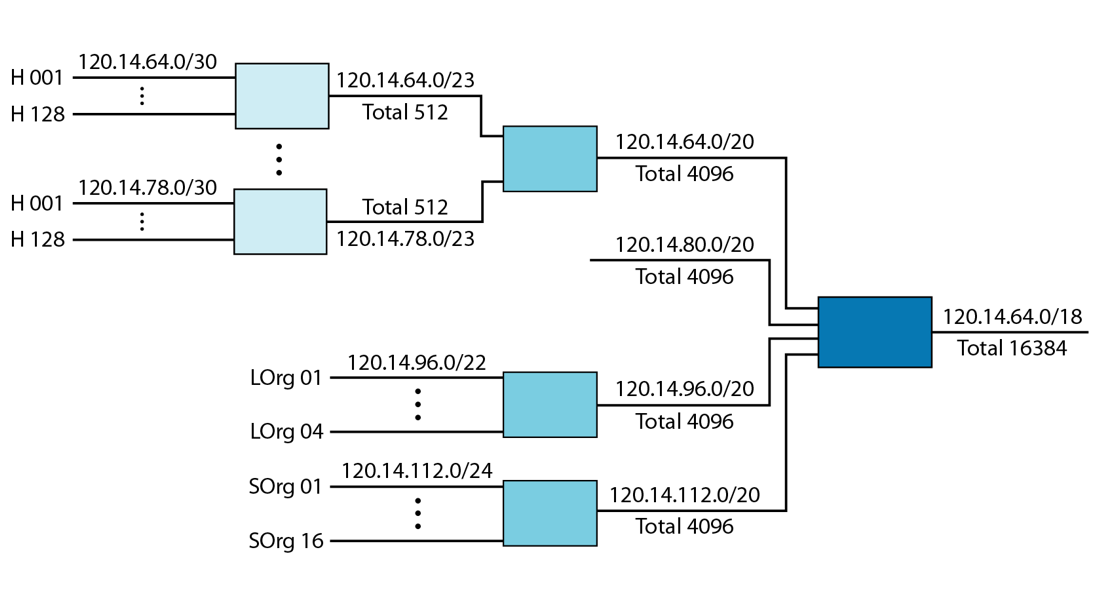 120.14.64.0/30
H 001
H 128
120.14.64.0/23
Total 512
120.14.78.0/30
H 001
H 128
Total 512
120.14.78.0/23
120.14.64.0/20
Total 4096
120.14.80.0/20
Total 4096
120.14.96.0/22
LOrg 01
LOrg 04
120.14.96.0/20
Total 4096
120.14.112.0/24
SOrg 01
SOrg 16
120.14.112.0/20
Total 4096
120.14.64.0/18
Total 16384